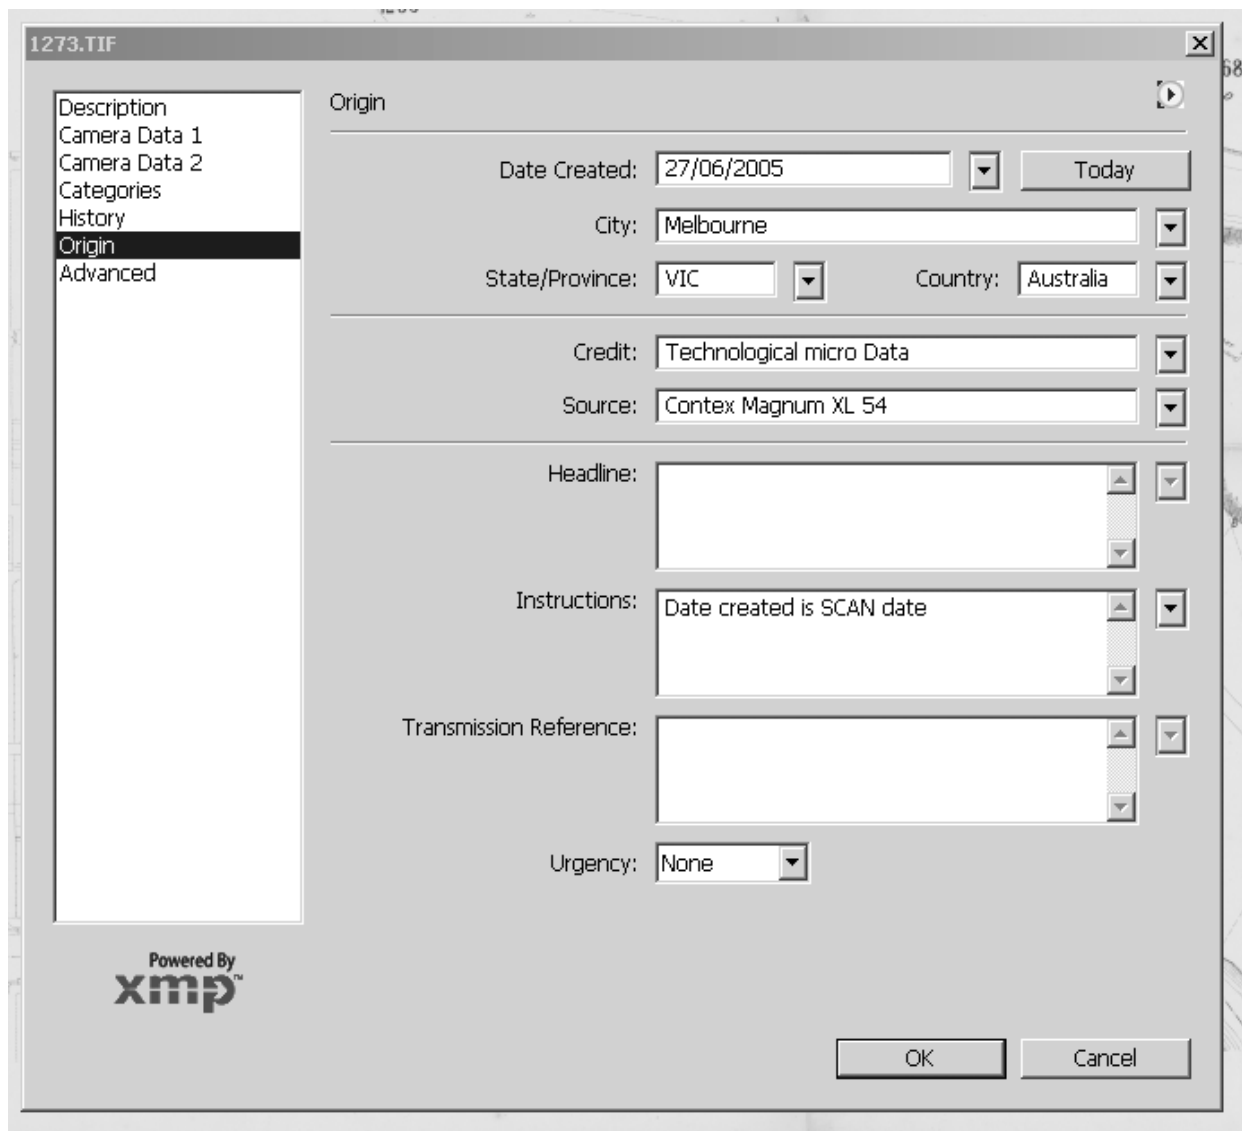 1273.TIF
Description
Camera Data 1
Camera Data 2
Categories
History
Origin
Advanced
Powered By
xmp™
Origin
Date Created: 27/06/2005 Today
City: Melbourne
State/Province: VIC Country: Australia
Credit: Technological micro Data
Source: Contex Magnum XL 54
Headline:
Instructions: Date created is SCAN date
Transmission Reference:
Urgency: None
OK Cancel
68